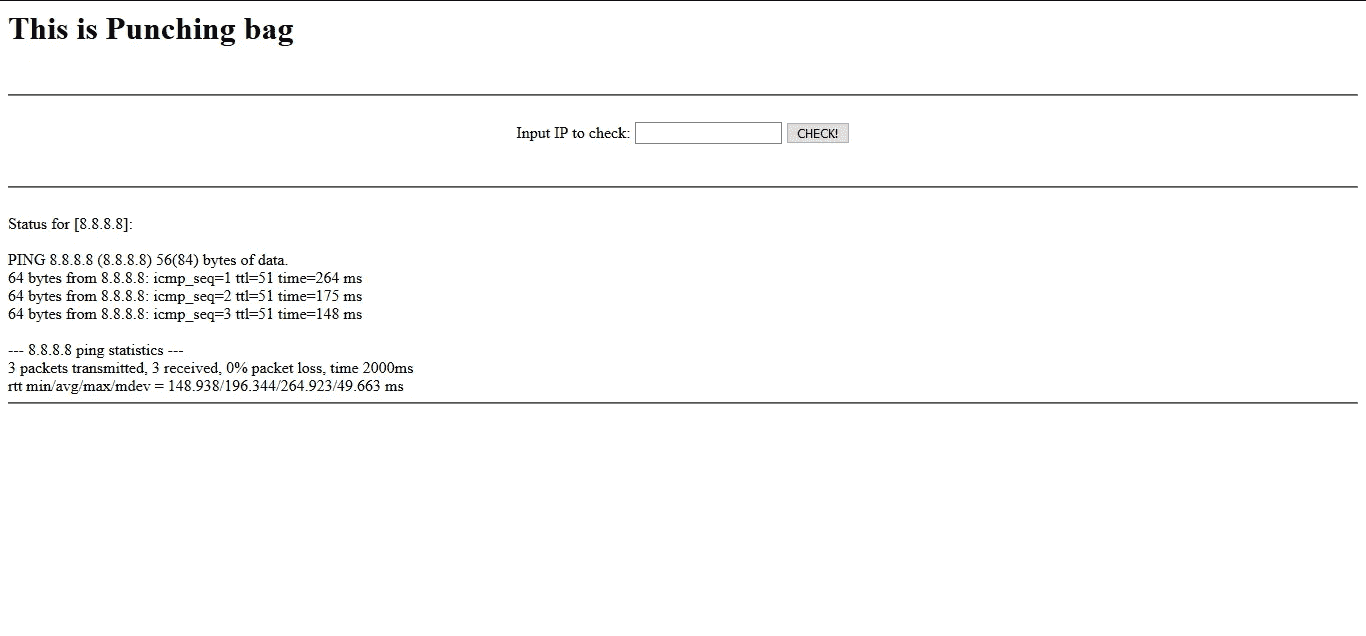 This is Punching bag
Input IP to check: CHECK!
Status for [8.8.8.8]:
PING 8.8.8.8 (8.8.8.8) 56(84) bytes of data.
64 bytes from 8.8.8.8: icmp_seq=1 ttl=51 time=264 ms
64 bytes from 8.8.8.8: icmp_seq=2 ttl=51 time=175 ms
64 bytes from 8.8.8.8: icmp_seq=3 ttl=51 time=148 ms
--- 8.8.8.8 ping statistics ---
3 packets transmitted, 3 received, 0% packet loss, time 2000ms
rtt min/avg/max/mdev = 148.938/196.344/264.923/49.663 ms